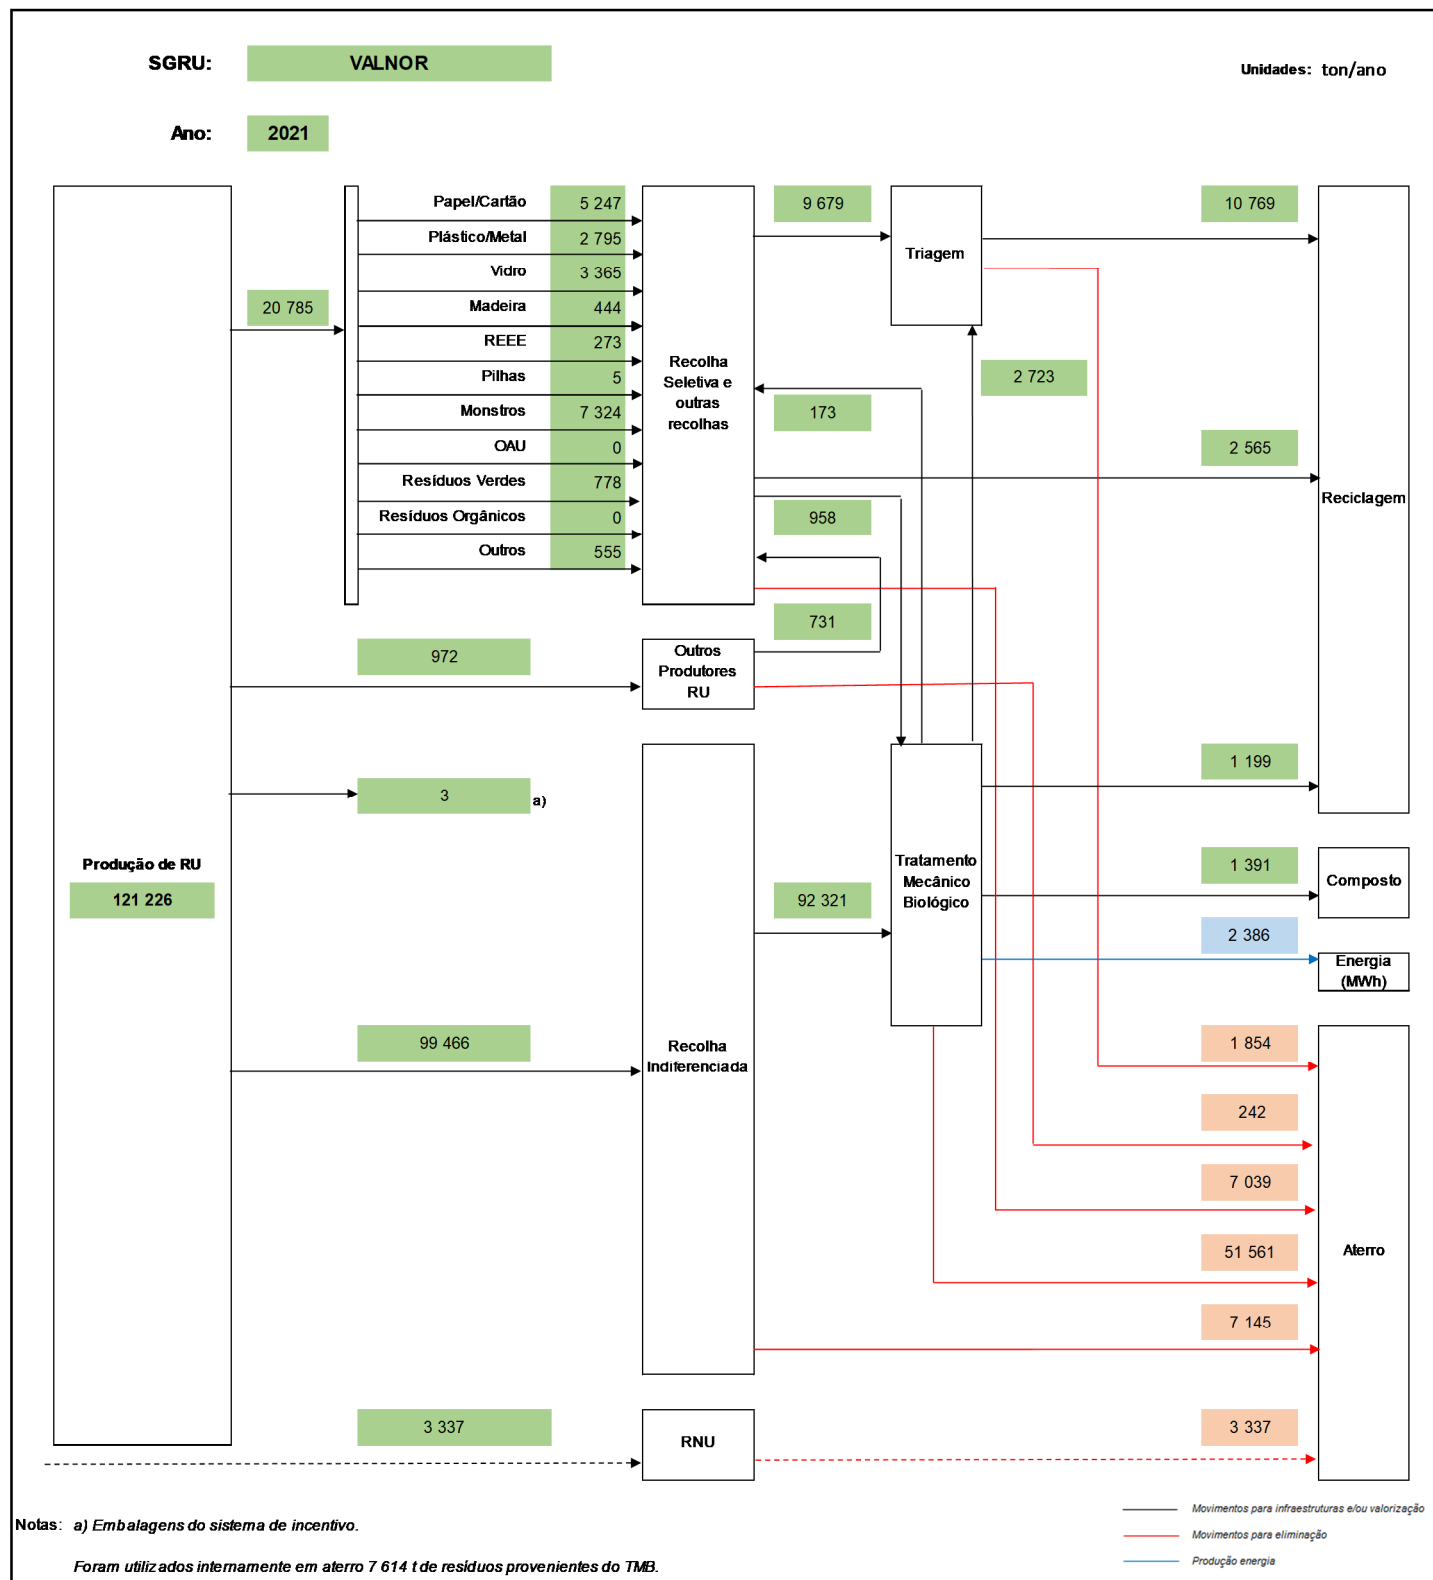 SGRU: VALNOR
Unidades: ton/ano
Ano: 2021
Papel/Cartão 5 247
Plástico/Metal 2 795
Vidro 3 365
Madeira 444
REEE 273
Pilhas 5
Monstros 7 324
OAU 0
Resíduos Verdes 778
Resíduos Orgânicos 0
Outros 555
20 785
Recolha
Seletiva e
outras
recolhas
9 679
Triagem
10 769
2 723
173
2 565
Reciclagem
958
731
972
Outros
Produtores
RU
3 a)
1 199
Produção de RU
121 226
92 321
Tratamento
Mecânico
Biológico
1 391
Composto
2 386
Energia
(MWh)
99 466
Recolha
Indiferenciada
1 854
242
7 039
51 561
Aterro
7 145
3 337
RNU
3 337
Notas: a) Embalagens do sistema de incentivo.
Foram utilizados internamente em aterro 7 614 t de resíduos provenientes do TMB.
Movimentos para infraestruturas e/ou valorização
Movimentos para eliminação
Produção energia